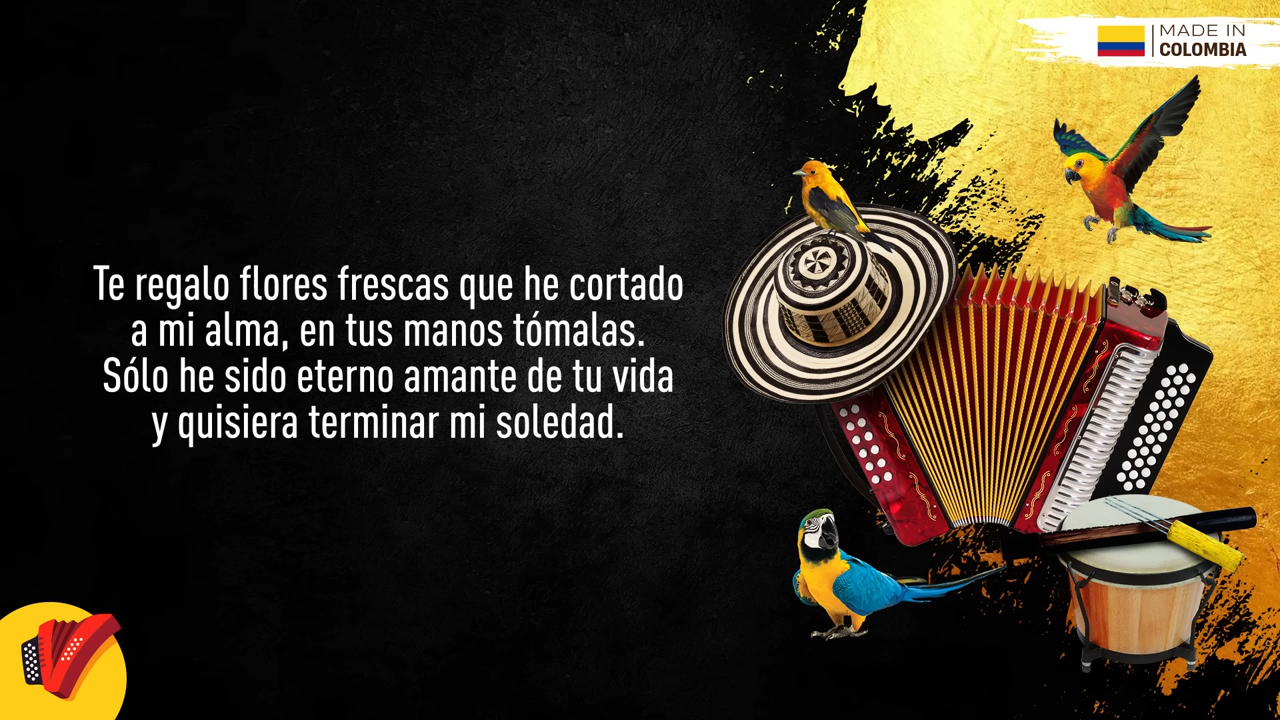 MADE IN
COLOMBIA
Te regalo flores frescas que he cortado
a mi alma, en tus manos tómalas.
Sólo he sido eterno amante de tu vida
y quisiera terminar mi soledad.